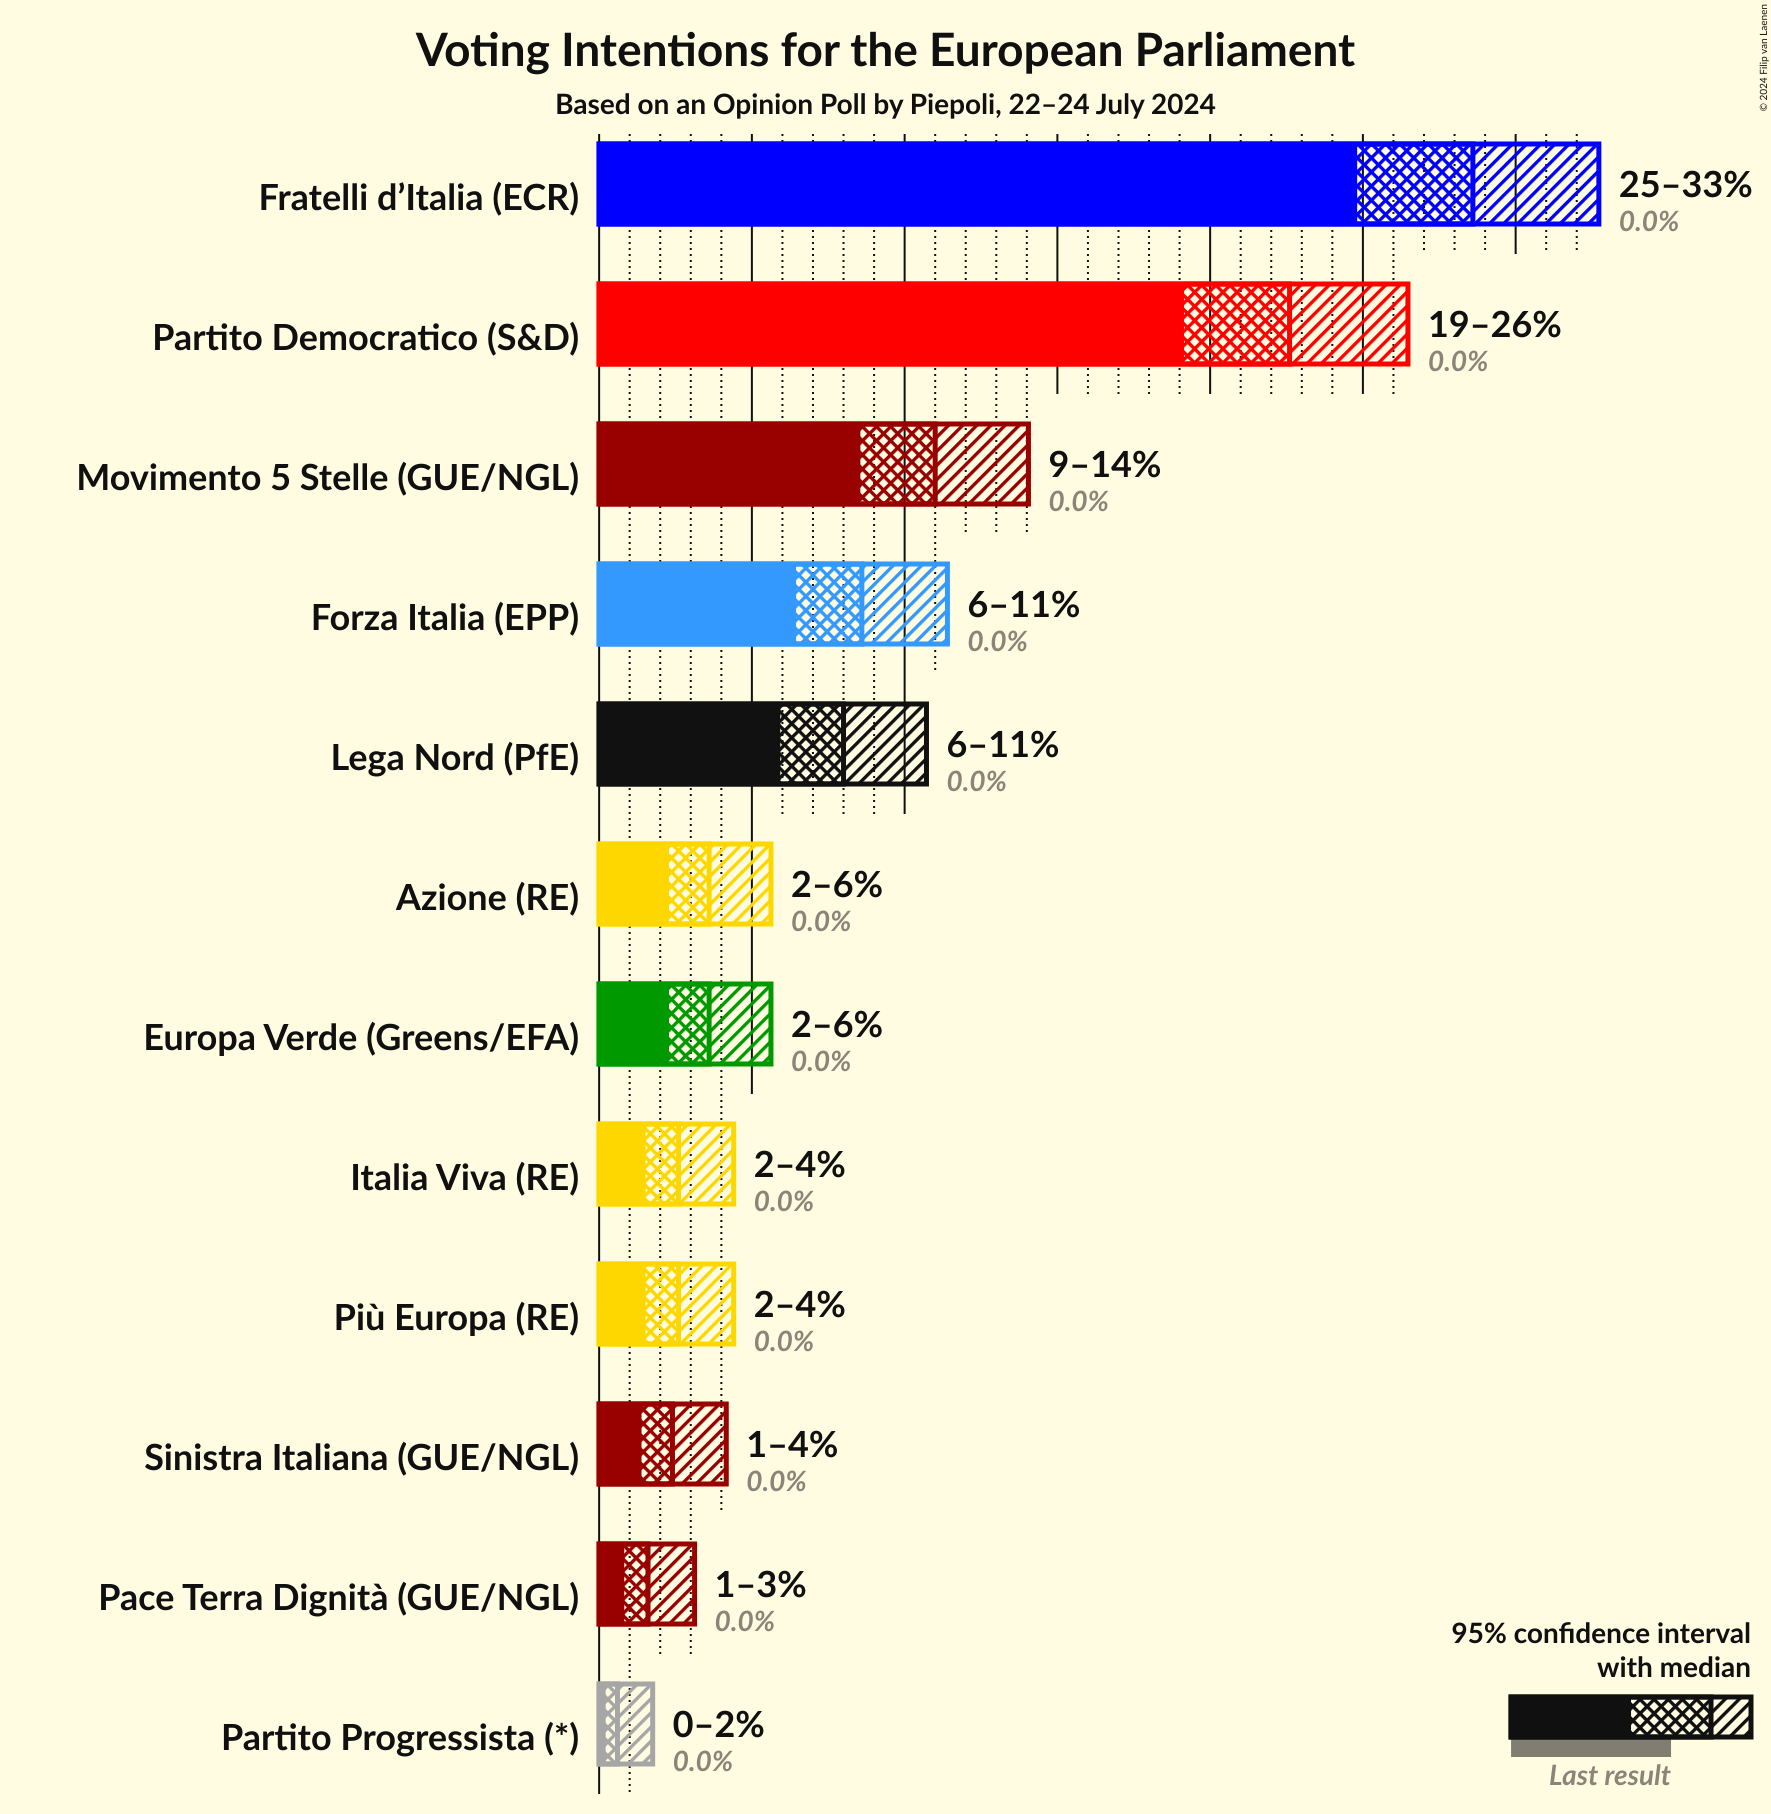 Voting Intentions for the European Parliament
Based on an Opinion Poll by Piepoli, 22–24 July 2024
© 2024 Filip van Laenen
Fratelli d’Italia (ECR)
25–33%
0.0%
Partito Democratico (S&D)
19–26%
0.0%
Movimento 5 Stelle (GUE/NGL)
9–14%
0.0%
Forza Italia (EPP)
6–11%
0.0%
Lega Nord (PfE)
6–11%
0.0%
Azione (RE)
2–6%
0.0%
Europa Verde (Greens/EFA)
2–6%
0.0%
Italia Viva (RE)
2–4%
0.0%
Più Europa (RE)
2–4%
0.0%
Sinistra Italiana (GUE/NGL)
1–4%
0.0%
Pace Terra Dignità (GUE/NGL)
1–3%
0.0%
Partito Progressista (*)
0–2%
0.0%
95% confidence interval
with median
Last result